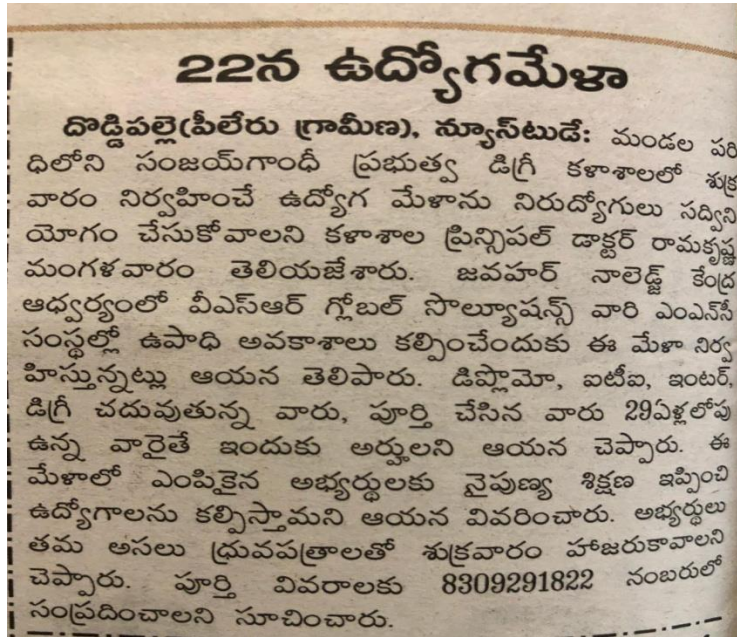 22న ఉద్యోగమేళా
దొడ్డిపల్లె(పీలేరు గ్రామీణ), న్యూస్‌టుడే: మండల పరి
ధిలోని సంజయ్‌గాంధీ ప్రభుత్వ డిగ్రీ కళాశాలలో శుక్ర
వారం నిర్వహించే ఉద్యోగ మేళాను నిరుద్యోగులు సద్విని
యోగం చేసుకోవాలని కళాశాల ప్రిన్సిపల్ డాక్టర్ రామకృష్ణ
మంగళవారం తెలియజేశారు. జవహర్ నాలెడ్జ్ కేంద్ర
ఆధ్వర్యంలో వీఎస్ఆర్ గ్లోబల్ సొల్యూషన్స్ వారి ఎంఎన్‌సీ
సంస్థల్లో ఉపాధి అవకాశాలు కల్పించేందుకు ఈ మేళా నిర్వ
హిస్తున్నట్లు ఆయన తెలిపారు. డిప్లొమో, ఐటీఐ, ఇంటర్,
డిగ్రీ చదువుతున్న వారు, పూర్తి చేసిన వారు 29ఏళ్లలోపు
ఉన్న వారైతే ఇందుకు అర్హులని ఆయన చెప్పారు. ఈ
మేళాలో ఎంపికైన అభ్యర్థులకు నైపుణ్య శిక్షణ ఇప్పించి
ఉద్యోగాలను కల్పిస్తామని ఆయన వివరించారు. అభ్యర్థులు
తమ అసలు ధ్రువపత్రాలతో శుక్రవారం హాజరుకావాలని
చెప్పారు. పూర్తి వివరాలకు 8309291822 నంబరులో
సంప్రదించాలని సూచించారు.